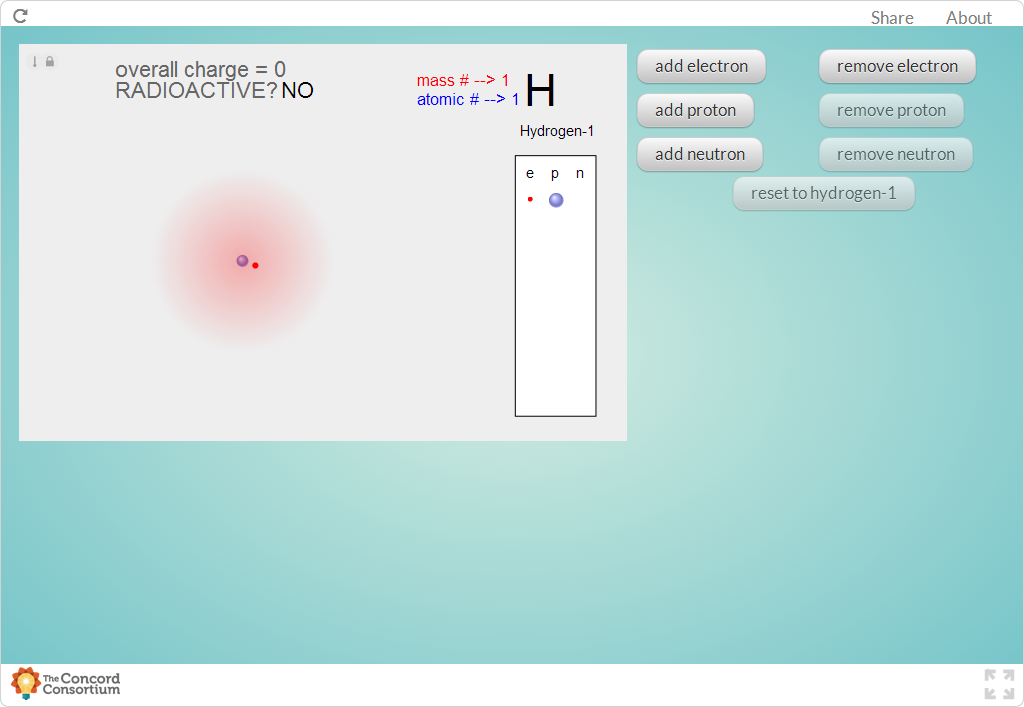 Share About
overall charge = 0
RADIOACTIVE? NO
mass # --> 1
atomic # --> 1
H
Hydrogen-1
e p n
add electron
remove electron
add proton
remove proton
add neutron
remove neutron
reset to hydrogen-1
The Concord
Consortium